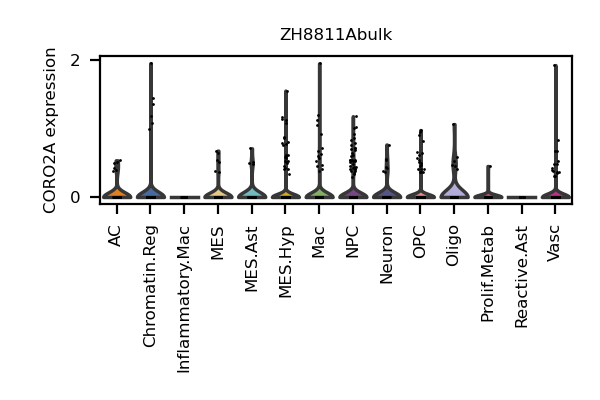 ZH8811Abulk
CORO2A expression
2
0
AC
Chromatin.Reg
Inflammatory.Mac
MES
MES.Ast
MES.Hyp
Mac
NPC
Neuron
OPC
Oligo
Prolif.Metab
Reactive.Ast
Vasc